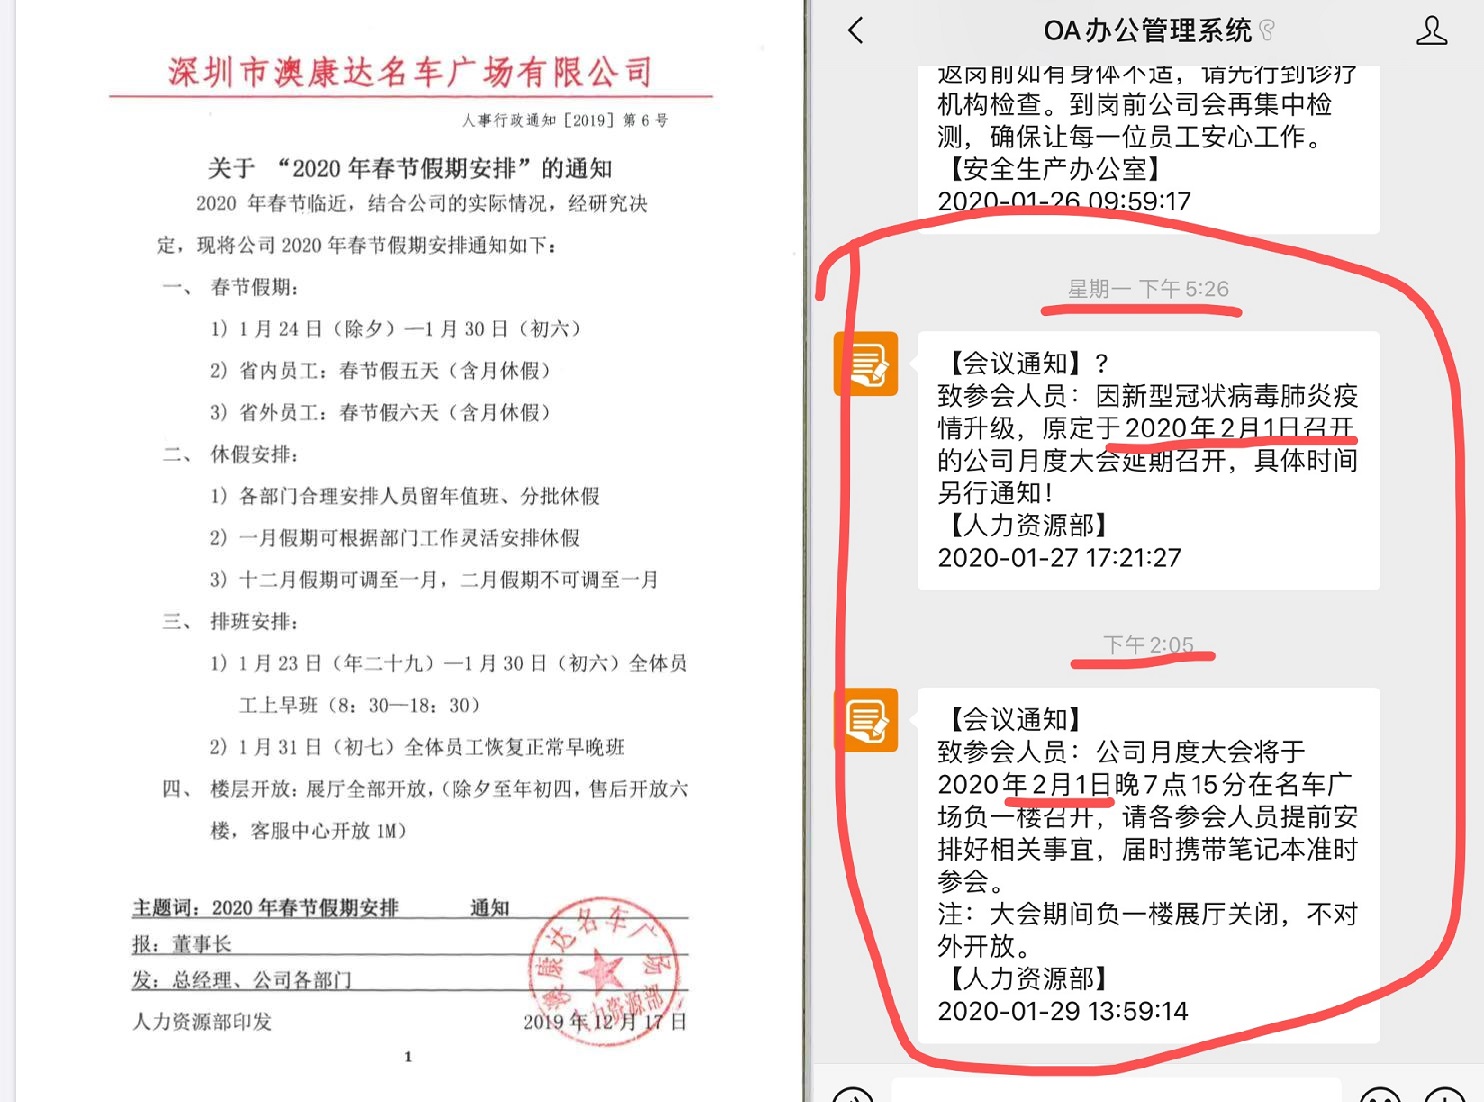 深圳市澳康达名车广场有限公司
人事行政通知［2019］第 6 号
关于 “2020 年春节假期安排” 的通知
2020 年春节临近，结合公司的实际情况，经研究决
定，现将公司 2020 年春节假期安排通知如下：
一、 春节假期：
1）1 月 24 日（除夕）—1 月 30 日（初六）
2）省内员工：春节假五天（含月休假）
3）省外员工：春节假六天（含月休假）
二、 休假安排：
1）各部门合理安排人员留年值班、分批休假
2）一月假期可根据部门工作灵活安排休假
3）十二月假期可调至一月，二月假期不可调至一月
三、 排班安排：
1）1 月 23 日（年二十九）—1 月 30 日（初六）全体员
工上早班（8：30—18：30）
2）1 月 31 日（初七）全体员工恢复正常早晚班
四、 楼层开放：展厅全部开放，（除夕至年初四，售后开放六
楼，客服中心开放 1M）
主题词：2020 年春节假期安排 通知
报：董事长
发：总经理、公司各部门
人力资源部印发 2019 年 12 月 17 日
澳康达名车广场
人力资源部
1
OA办公管理系统
返岗前如有身体不适，请先行到诊疗
机构检查。到岗前公司会再集中检
测，确保让每一位员工安心工作。
【安全生产办公室】
2020-01-26 09:59:17
星期一 下午5:26
【会议通知】?
致参会人员：因新型冠状病毒肺炎疫
情升级，原定于2020年2月1日召开
的公司月度大会延期召开，具体时间
另行通知！
【人力资源部】
2020-01-27 17:21:27
下午2:05
【会议通知】
致参会人员：公司月度大会将于
2020年2月1日晚7点15分在名车广
场负一楼召开，请各参会人员提前安
排好相关事宜，届时携带笔记本准时
参会。
注：大会期间负一楼展厅关闭，不对
外开放。
【人力资源部】
2020-01-29 13:59:14